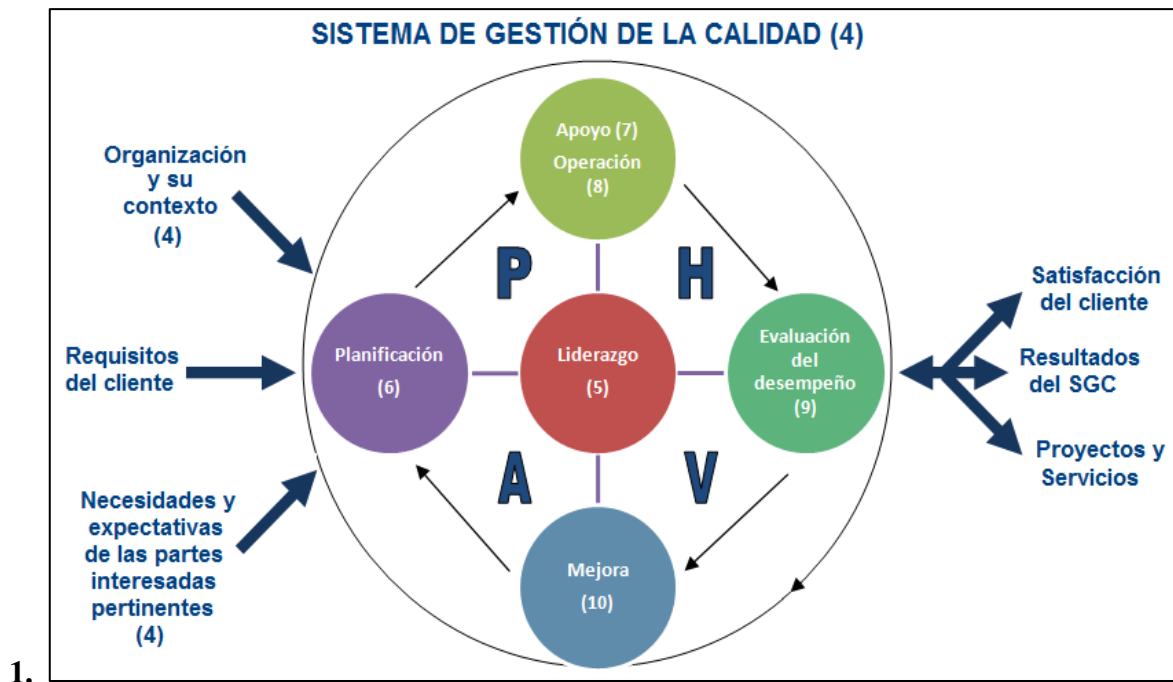 SISTEMA DE GESTIÓN DE LA CALIDAD (4)
Organización
y su
contexto
(4)
Requisitos
del cliente
Necesidades y
expectativas
de las partes
interesadas
pertinentes
(4)
Apoyo (7)
Operación
(8)
P
H
Planificación
(6)
Liderazgo
(5)
Evaluación
del
desempeño
(9)
A
V
Mejora
(10)
Satisfacción
del cliente
Resultados
del SGC
Proyectos y
Servicios
1.